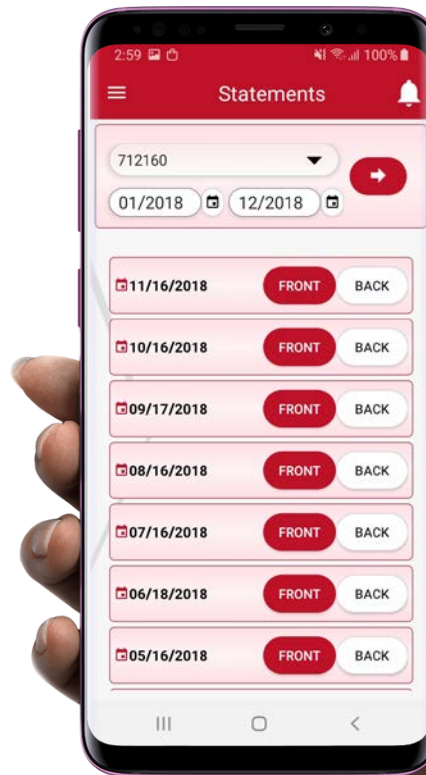 2:59 100%
Statements
712160
01/2018 12/2018
11/16/2018 FRONT BACK
10/16/2018 FRONT BACK
09/17/2018 FRONT BACK
08/16/2018 FRONT BACK
07/16/2018 FRONT BACK
06/18/2018 FRONT BACK
05/16/2018 FRONT BACK